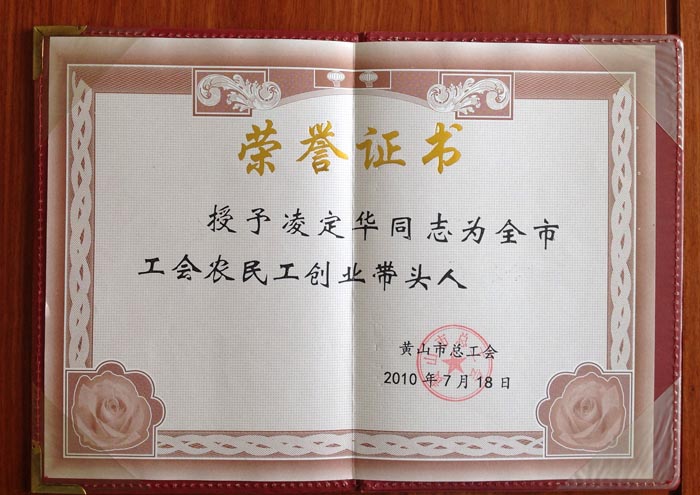 荣誉证书
授予凌定华同志为全市
工会农民工创业带头人
黄山市总工会
2010年7月18日